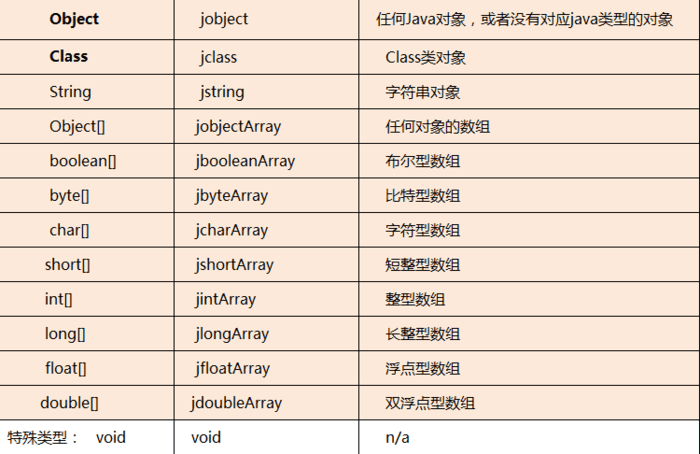 Object jobject 任何Java对象，或者没有对应java类型的对象
Class jclass Class类对象
String jstring 字符串对象
Object[] jobjectArray 任何对象的数组
boolean[] jbooleanArray 布尔型数组
byte[] jbyteArray 比特型数组
char[] jcharArray 字符型数组
short[] jshortArray 短整型数组
int[] jintArray 整型数组
long[] jlongArray 长整型数组
float[] jfloatArray 浮点型数组
double[] jdoubleArray 双浮点型数组
特殊类型： void void n/a